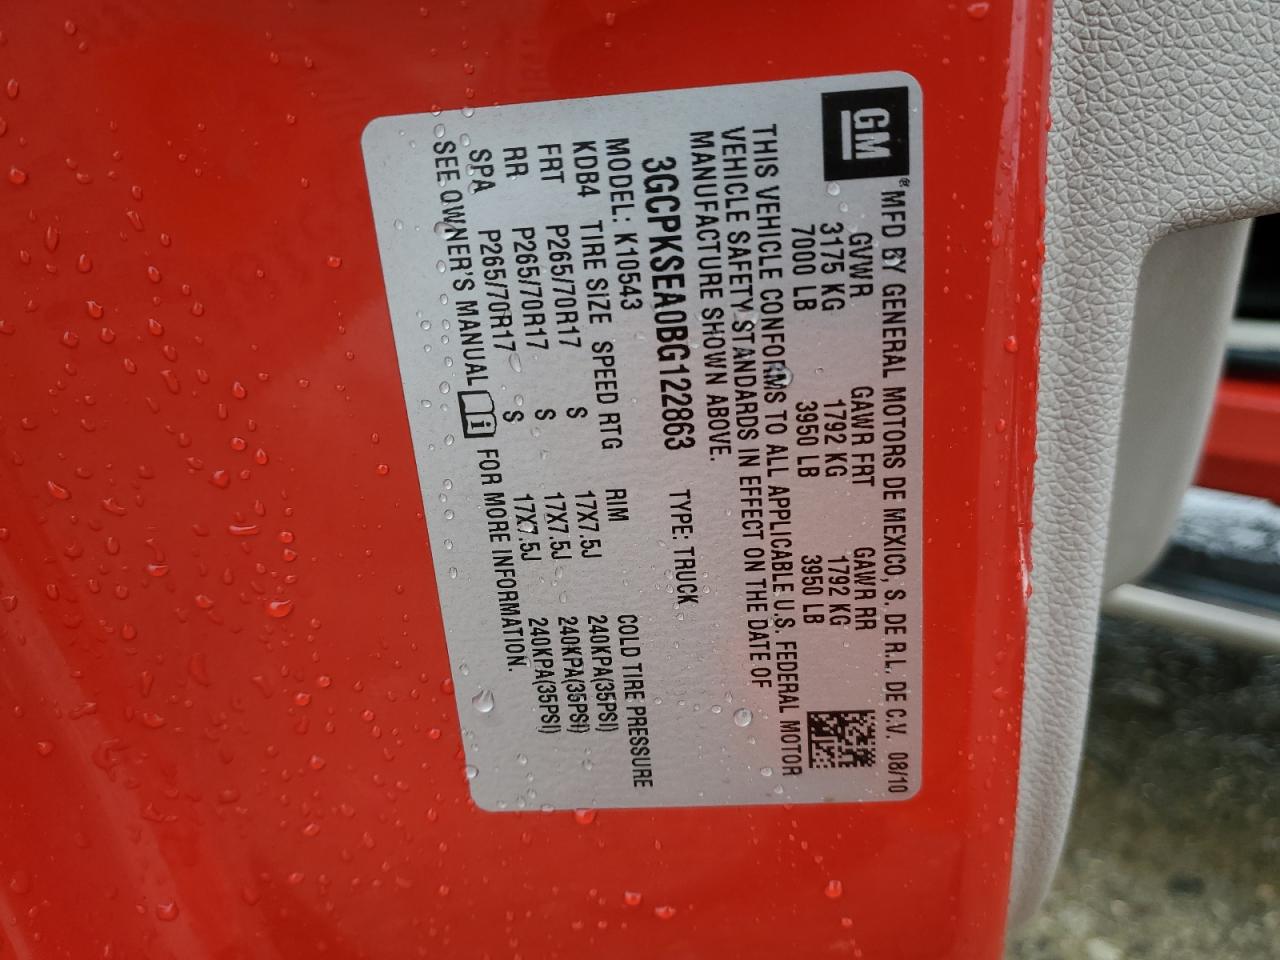 GM
® MFD BY GENERAL MOTORS DE MEXICO, S. DE R.L. DE C.V. 08/10
GVWR GAWR FRT GAWR RR
3175 KG 1792 KG 1792 KG
7000 LB 3950 LB 3950 LB
THIS VEHICLE CONFORMS TO ALL APPLICABLE U.S. FEDERAL MOTOR
VEHICLE SAFETY STANDARDS IN EFFECT ON THE DATE OF
MANUFACTURE SHOWN ABOVE.
3GCPKSEA0BG122863 TYPE: TRUCK
MODEL: K10543
KDB4 TIRE SIZE SPEED RTG RIM COLD TIRE PRESSURE
FRT P265/70R17 S 17X7.5J 240KPA(35PSI)
RR P265/70R17 S 17X7.5J 240KPA(35PSI)
SPA P265/70R17 S 17X7.5J 240KPA(35PSI)
SEE OWNER'S MANUAL i FOR MORE INFORMATION.